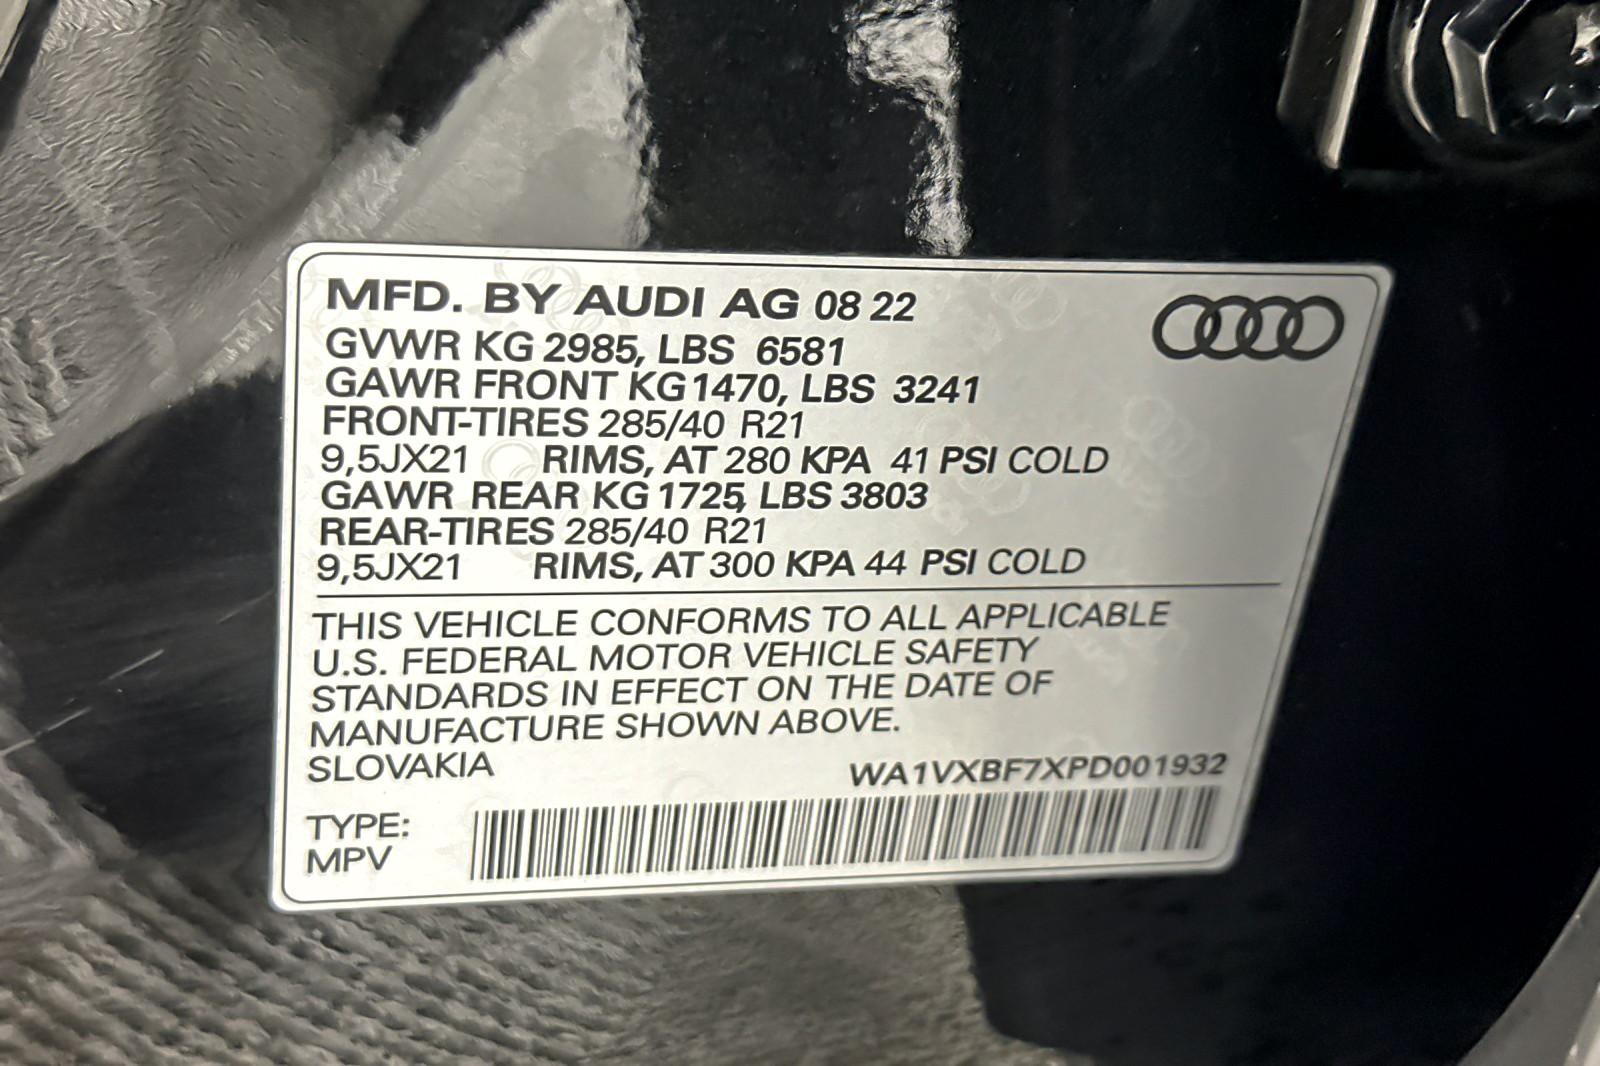 MFD. BY AUDI AG 08 22
GVWR KG 2985, LBS 6581
GAWR FRONT KG 1470, LBS 3241
FRONT-TIRES 285/40 R21
9,5JX21 RIMS, AT 280 KPA 41 PSI COLD
GAWR REAR KG 1725, LBS 3803
REAR-TIRES 285/40 R21
9,5JX21 RIMS, AT 300 KPA 44 PSI COLD
THIS VEHICLE CONFORMS TO ALL APPLICABLE
U.S. FEDERAL MOTOR VEHICLE SAFETY
STANDARDS IN EFFECT ON THE DATE OF
MANUFACTURE SHOWN ABOVE.
SLOVAKIA WA1VXBF7XPD001932
TYPE:
MPV